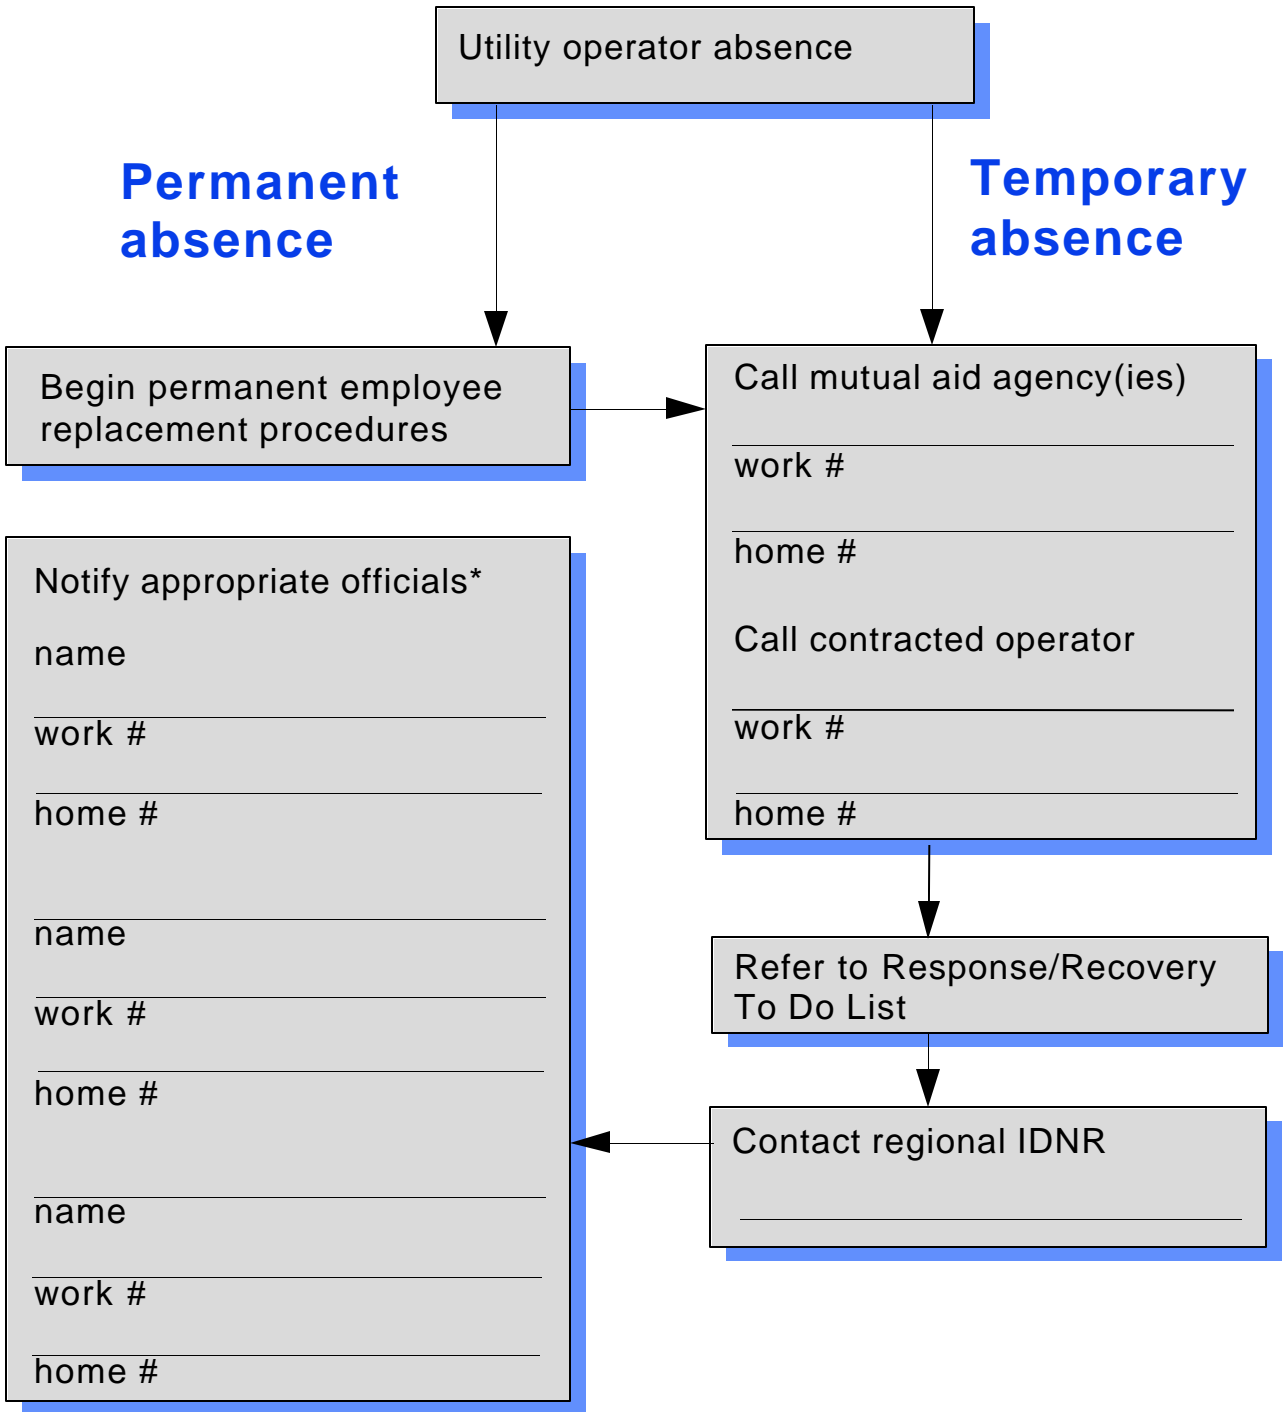 Utility operator absence
Permanent
absence
Temporary
absence
Begin permanent employee
replacement procedures
Call mutual aid agency(ies)
work #
home #
Call contracted operator
work #
home #
Refer to Response/Recovery
To Do List
Contact regional IDNR
Notify appropriate officials*
name
work #
home #
name
work #
home #
name
work #
home #